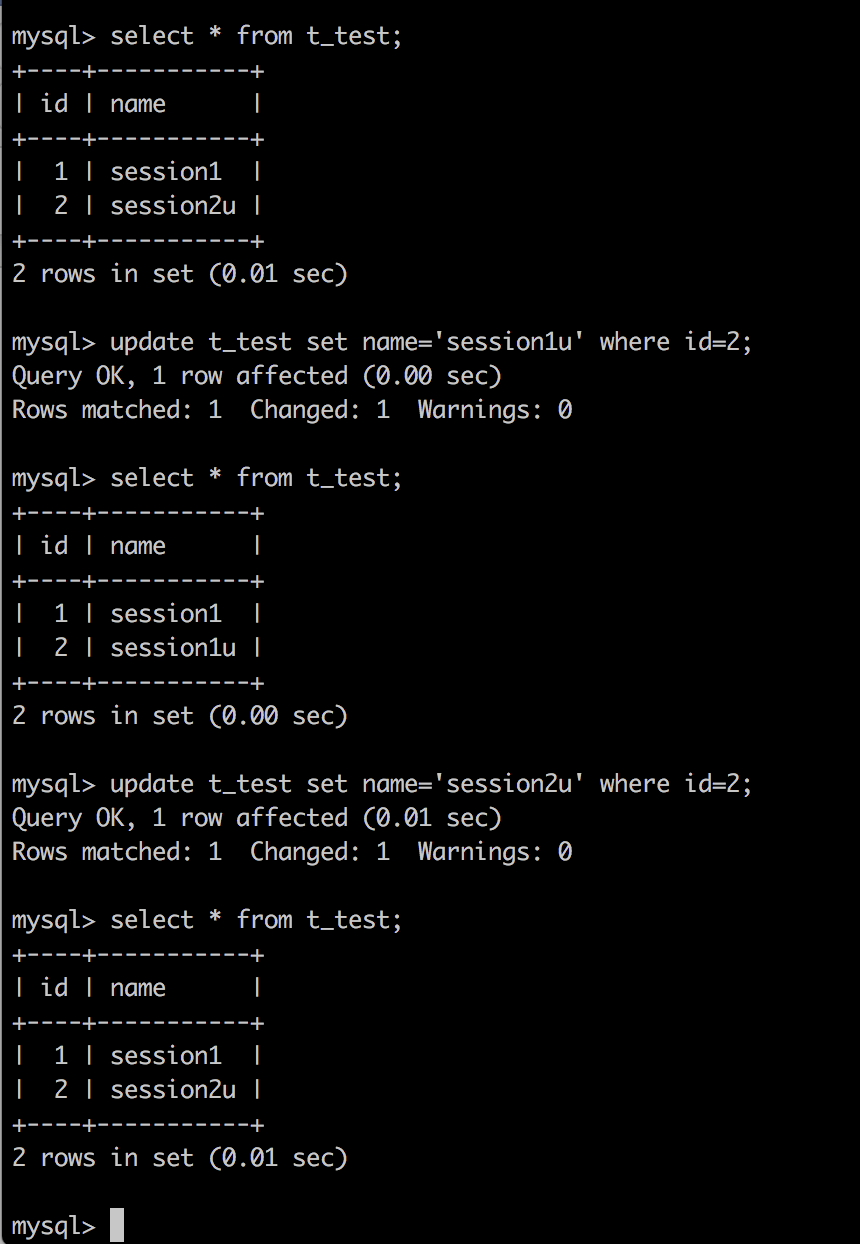 mysql> select * from t_test;
+----+-----------+
| id | name      |
+----+-----------+
|  1 | session1  |
|  2 | session2u |
+----+-----------+
2 rows in set (0.01 sec)

mysql> update t_test set name='session1u' where id=2;
Query OK, 1 row affected (0.00 sec)
Rows matched: 1  Changed: 1  Warnings: 0

mysql> select * from t_test;
+----+-----------+
| id | name      |
+----+-----------+
|  1 | session1  |
|  2 | session1u |
+----+-----------+
2 rows in set (0.00 sec)

mysql> update t_test set name='session2u' where id=2;
Query OK, 1 row affected (0.01 sec)
Rows matched: 1  Changed: 1  Warnings: 0

mysql> select * from t_test;
+----+-----------+
| id | name      |
+----+-----------+
|  1 | session1  |
|  2 | session2u |
+----+-----------+
2 rows in set (0.01 sec)

mysql>